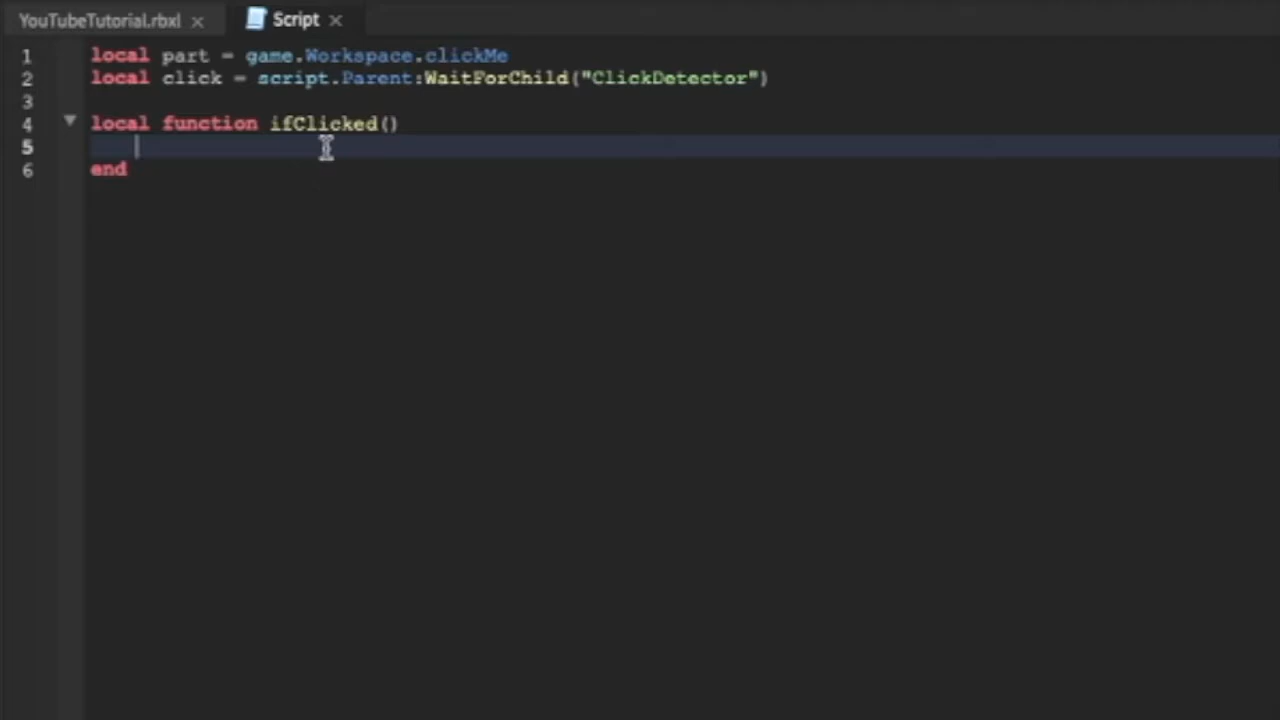 YouTubeTutorial.rbxl × Script ×
1 local part = game.Workspace.clickMe
2 local click = script.Parent:WaitForChild("ClickDetector")
3
4 local function ifClicked()
5
6 end